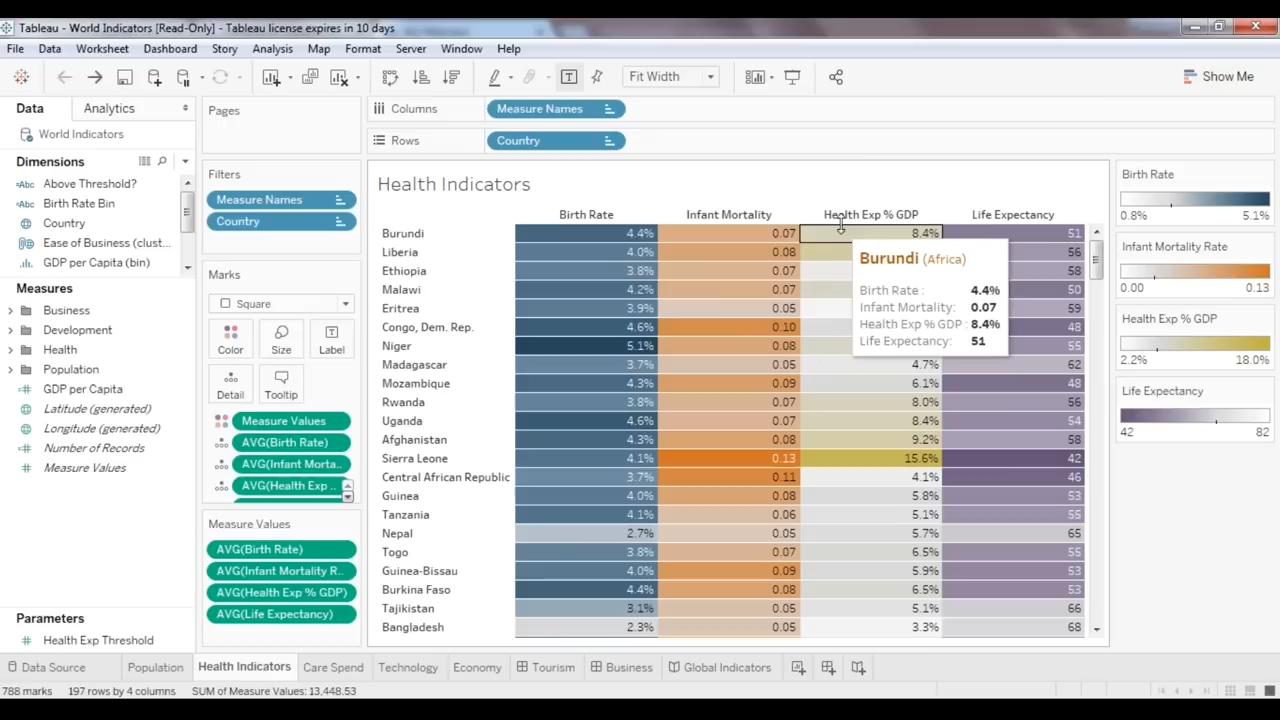 Tableau - World Indicators [Read-Only] - Tableau license expires in 10 days
File Data Worksheet Dashboard Story Analysis Map Format Server Window Help
Fit Width
Show Me
Data Analytics
World Indicators
Dimensions
Above Threshold?
Birth Rate Bin
Country
Ease of Business (clust...
GDP per Capita (bin)
Measures
Business
Development
Health
Population
GDP per Capita
Latitude (generated)
Longitude (generated)
Number of Records
Measure Values
Parameters
Health Exp Threshold
Pages
Filters
Measure Names
Country
Marks
Square
Color Size Label
Detail Tooltip
Measure Values
AVG(Birth Rate)
AVG(Infant Morta..
AVG(Health Exp ..
Measure Values
AVG(Birth Rate)
AVG(Infant Mortality R..
AVG(Health Exp % GDP)
AVG(Life Expectancy)
Columns Measure Names
Rows Country
Health Indicators
Birth Rate Infant Mortality Health Exp % GDP Life Expectancy
Burundi 4.4% 0.07 8.4% 51
Liberia 4.0% 0.08 56
Ethiopia 3.8% 0.07 58
Malawi 4.2% 0.07 50
Eritrea 3.9% 0.05 59
Congo, Dem. Rep. 4.6% 0.10 48
Niger 5.1% 0.08 55
Madagascar 3.7% 0.05 4.7% 62
Mozambique 4.3% 0.09 6.1% 48
Rwanda 3.8% 0.07 8.0% 56
Uganda 4.6% 0.07 8.4% 54
Afghanistan 4.3% 0.08 9.2% 58
Sierra Leone 4.1% 0.13 15.6% 42
Central African Republic 3.7% 0.11 4.1% 46
Guinea 4.0% 0.08 5.8% 53
Tanzania 4.1% 0.06 5.1% 55
Nepal 2.7% 0.05 5.7% 65
Togo 3.8% 0.07 6.5% 55
Guinea-Bissau 4.0% 0.09 5.9% 53
Burkina Faso 4.4% 0.08 6.5% 53
Tajikistan 3.1% 0.05 5.1% 66
Bangladesh 2.3% 0.05 3.3% 68
Burundi (Africa)
Birth Rate : 4.4%
Infant Mortality: 0.07
Health Exp % GDP : 8.4%
Life Expectancy: 51
Birth Rate
0.8% 5.1%
Infant Mortality Rate
0.00 0.13
Health Exp % GDP
2.2% 18.0%
Life Expectancy
42 82
Data Source Population Health Indicators Care Spend Technology Economy Tourism Business Global Indicators
788 marks 197 rows by 4 columns SUM of Measure Values: 13,448.53